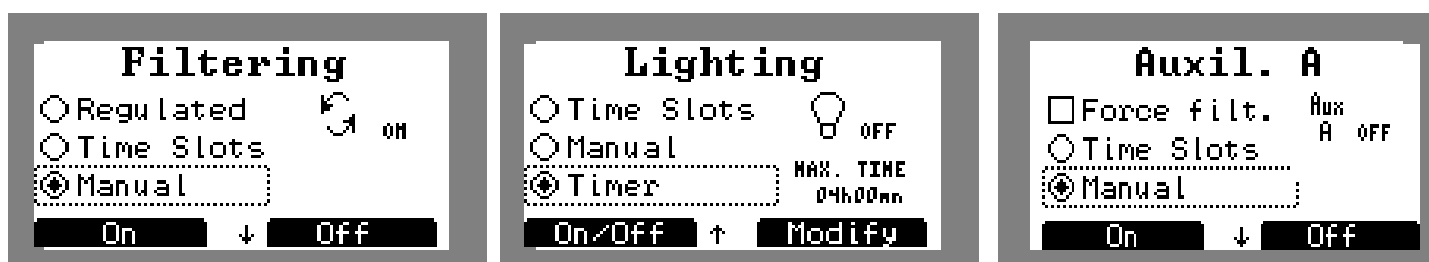 Filtering
Regulated
ON
Time Slots
Manual
On ↓ Off
Lighting
Time Slots
OFF
Manual
MAX. TIME
Timer
04h00mn
On/Off ↑ Modify
Auxil. A
Force filt.
Aux
A OFF
Time Slots
Manual
On ↓ Off